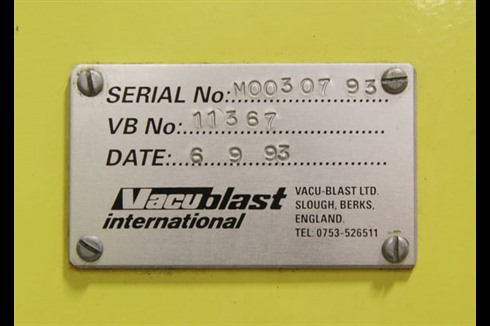 SERIAL No: M003 07 93
VB No: 11367
DATE: 6 9 93
Vacublast
international
VACU-BLAST LTD.
SLOUGH, BERKS,
ENGLAND.
TEL: 0753-526511